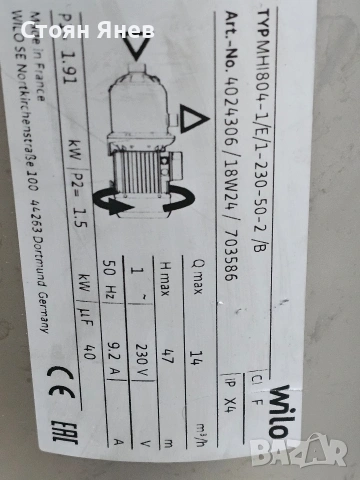 Стоян Янев
wilo
TYP MHI804-1/E/1-230-50-2 /B
Cl F
Art.-No. 4024306 / 18W24 / 703586
IP X4
Q max 14 m³/h
H max 47 m
1 ~ 230 V V
50 Hz 9.2 A A
P1= 1.91 kW P2= 1.5 kW µF 40
Made in France
WILO SE Nortkirchenstraße 100 44263 Dortmund Germany
CE EAC
BAZAR